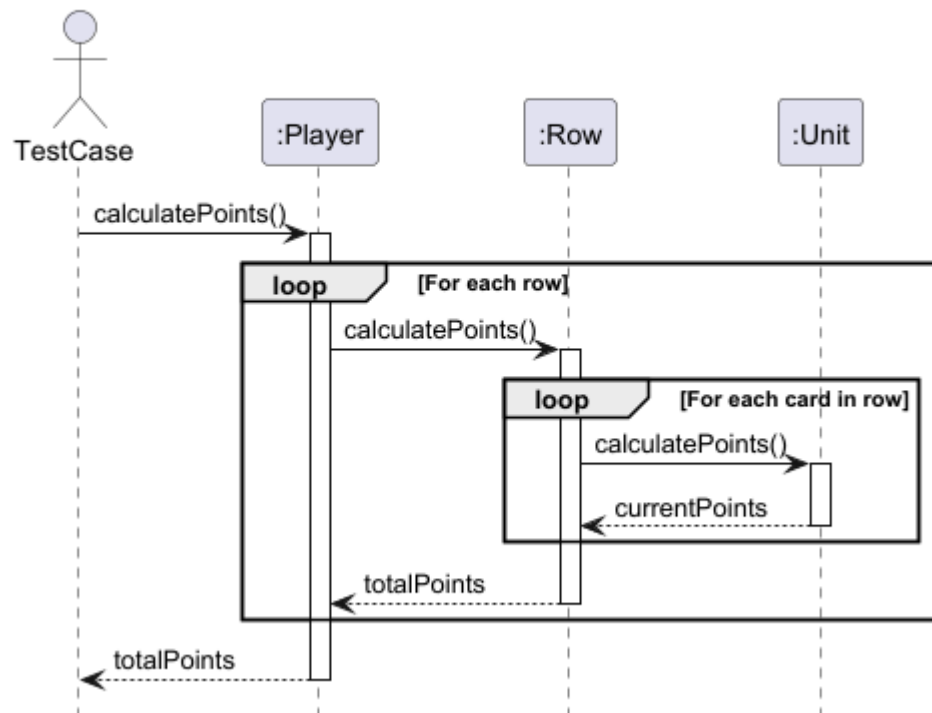 TestCase
:Player
:Row
:Unit
calculatePoints()
loop
[For each row]
calculatePoints()
loop
[For each card in row]
calculatePoints()
currentPoints
totalPoints
totalPoints